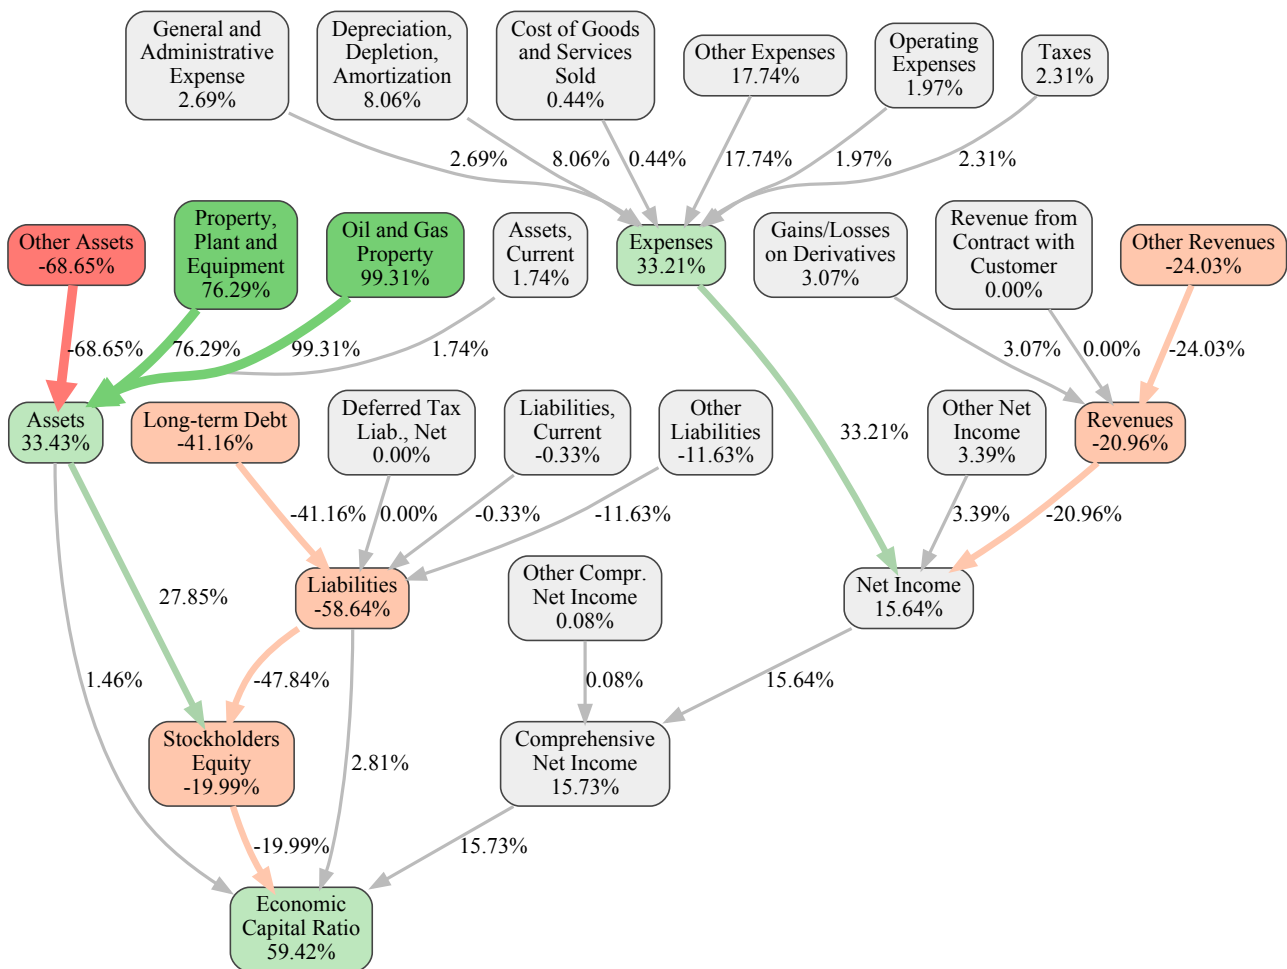 General and
Administrative
Expense
2.69%
Depreciation,
Depletion,
Amortization
8.06%
Cost of Goods
and Services
Sold
0.44%
Other Expenses
17.74%
Operating
Expenses
1.97%
Taxes
2.31%
2.69%
8.06%
0.44%
17.74%
1.97%
2.31%
Other Assets
-68.65%
Property,
Plant and
Equipment
76.29%
Oil and Gas
Property
99.31%
Assets,
Current
1.74%
Expenses
33.21%
Gains/Losses
on Derivatives
3.07%
Revenue from
Contract with
Customer
0.00%
Other Revenues
-24.03%
-68.65%
76.29%
99.31%
1.74%
3.07%
0.00%
-24.03%
Assets
33.43%
Long-term Debt
-41.16%
Deferred Tax
Liab., Net
0.00%
Liabilities,
Current
-0.33%
Other
Liabilities
-11.63%
33.21%
Other Net
Income
3.39%
Revenues
-20.96%
-41.16%
0.00%
-0.33%
-11.63%
3.39%
-20.96%
27.85%
Liabilities
-58.64%
Other Compr.
Net Income
0.08%
Net Income
15.64%
1.46%
-47.84%
0.08%
15.64%
Stockholders
Equity
-19.99%
2.81%
Comprehensive
Net Income
15.73%
-19.99%
15.73%
Economic
Capital Ratio
59.42%